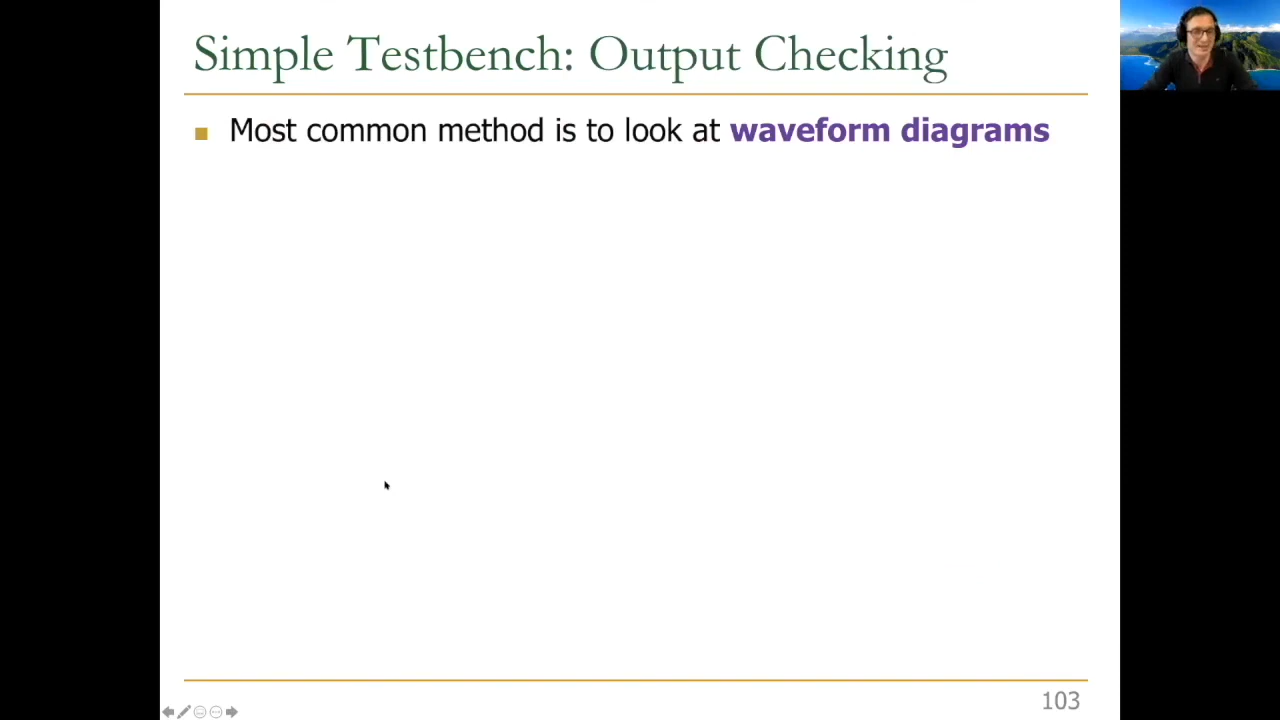 Simple Testbench: Output Checking
Most common method is to look at waveform diagrams
103